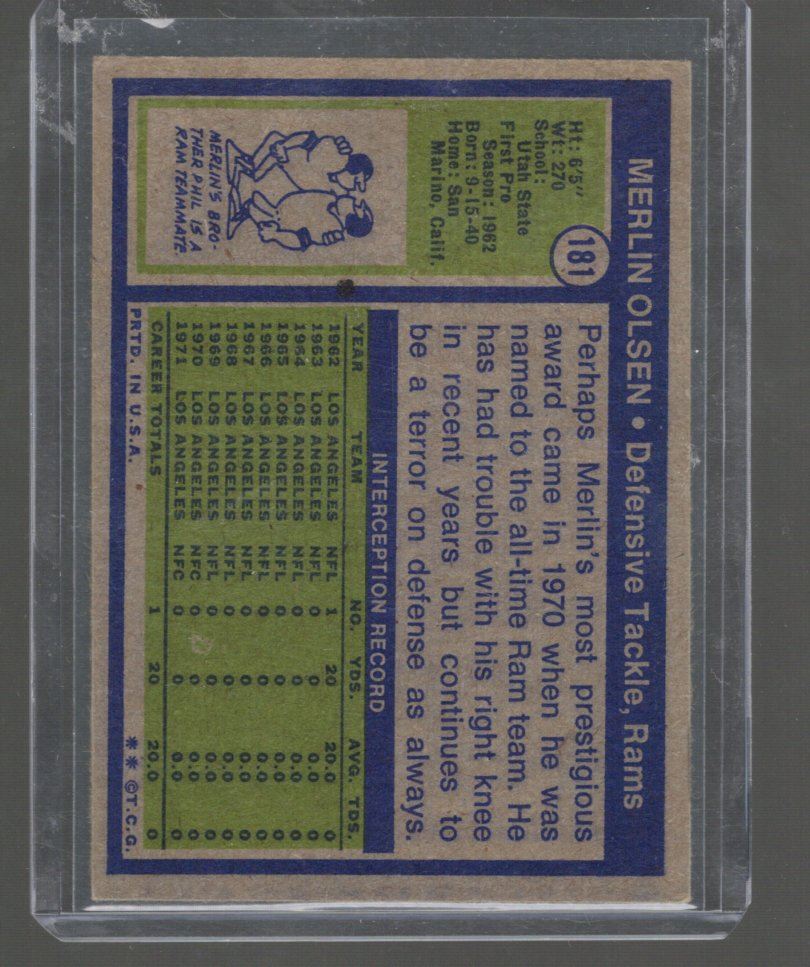 MERLIN OLSEN • Defensive Tackle, Rams
181
Ht: 6'5"
Wt: 270
School:
Utah State
First Pro
Season: 1962
Born: 9-15-40
Home: San
Marino, Calif.
MERLIN'S BRO-
THER PHIL IS A
RAM TEAMMATE.
Perhaps Merlin's most prestigious
award came in 1970 when he was
named to the all-time Ram team. He
has had trouble with his right knee
in recent years but continues to
be a terror on defense as always.
INTERCEPTION RECORD
YEAR TEAM NO. YDS. AVG. TDS.
1962 LOS ANGELES NFL 1 20 20.0 0
1963 LOS ANGELES NFL 0 0 0.0 0
1964 LOS ANGELES NFL 0 0 0.0 0
1965 LOS ANGELES NFL 0 0 0.0 0
1966 LOS ANGELES NFL 0 0 0.0 0
1967 LOS ANGELES NFL 0 0 0.0 0
1968 LOS ANGELES NFL 0 0 0.0 0
1969 LOS ANGELES NFL 0 0 0.0 0
1970 LOS ANGELES NFC 0 0 0.0 0
1971 LOS ANGELES NFC 0 0 0.0 0
CAREER TOTALS 1 20 20.0 0
PRTD. IN U.S.A. ** ©T.C.G.